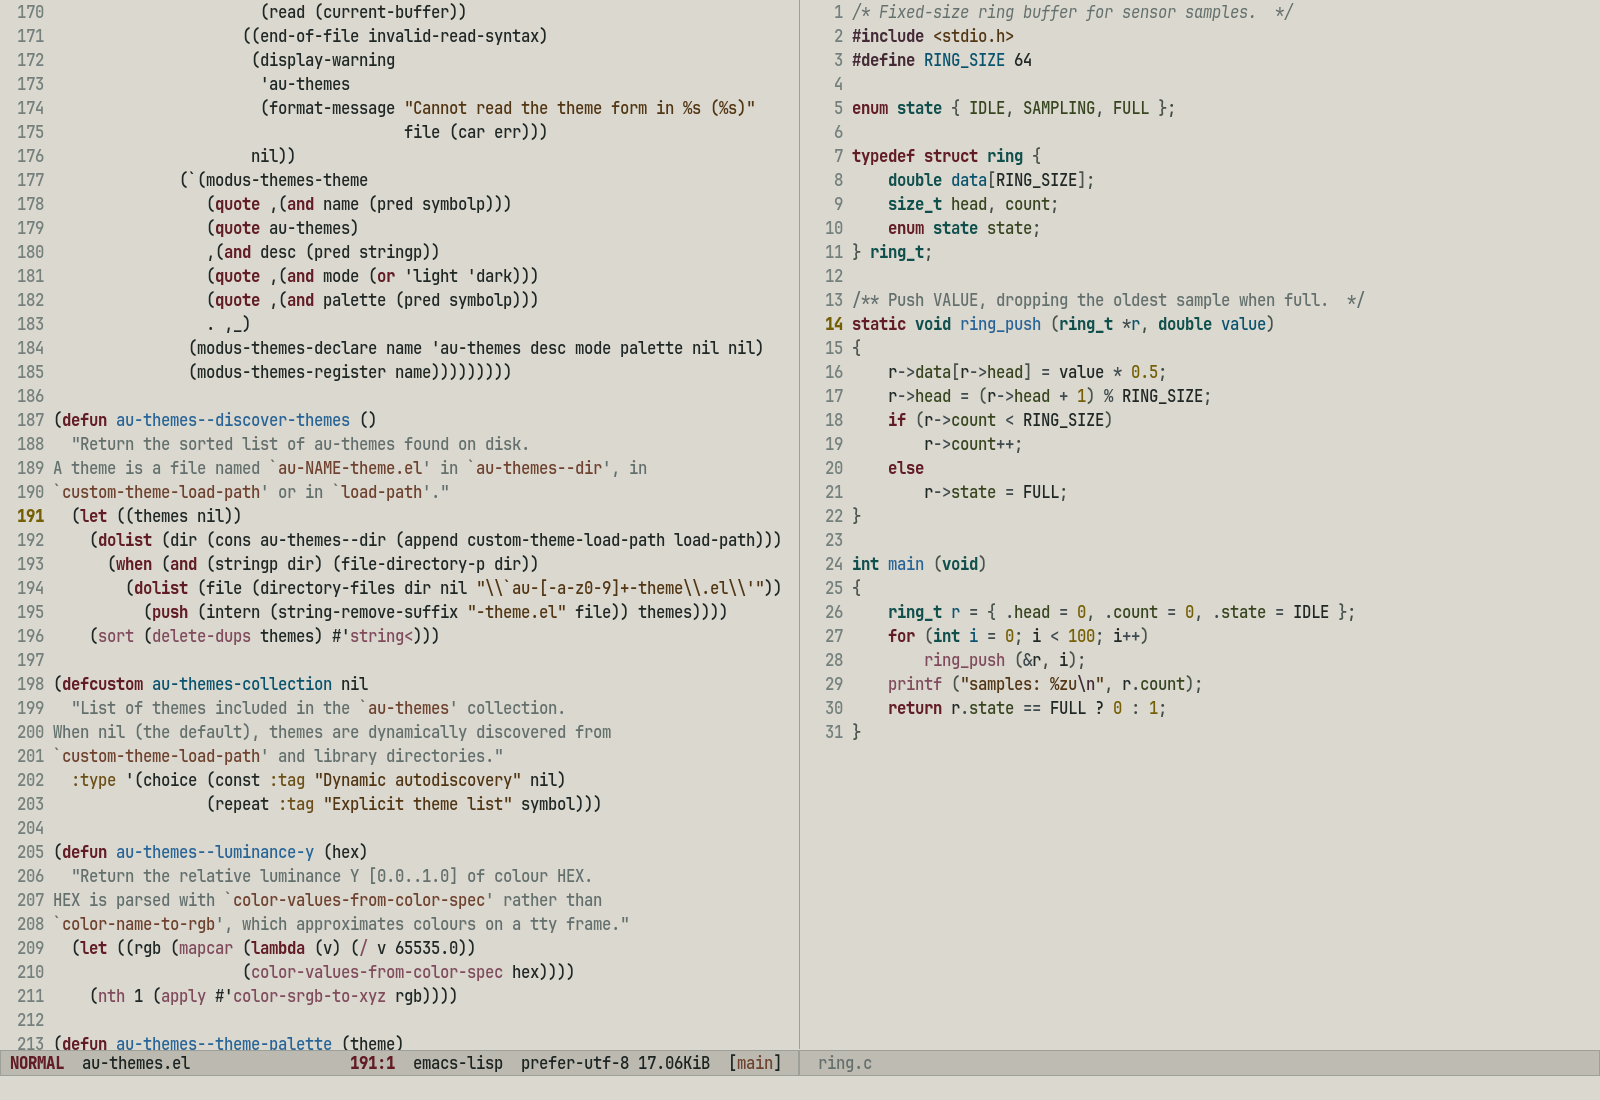 170                         (read (current-buffer))
171                       ((end-of-file invalid-read-syntax)
172                        (display-warning
173                         'au-themes
174                         (format-message "Cannot read the theme form in %s (%s)"
175                                         file (car err)))
176                        nil))
177                (`(modus-themes-theme
178                   (quote ,(and name (pred symbolp)))
179                   (quote au-themes)
180                   ,(and desc (pred stringp))
181                   (quote ,(and mode (or 'light 'dark)))
182                   (quote ,(and palette (pred symbolp)))
183                   . ,_)
184                 (modus-themes-declare name 'au-themes desc mode palette nil nil)
185                 (modus-themes-register name)))))))))
186
187 (defun au-themes--discover-themes ()
188   "Return the sorted list of au-themes found on disk.
189 A theme is a file named `au-NAME-theme.el' in `au-themes--dir', in
190 `custom-theme-load-path' or in `load-path'."
191   (let ((themes nil))
192     (dolist (dir (cons au-themes--dir (append custom-theme-load-path load-path)))
193       (when (and (stringp dir) (file-directory-p dir))
194         (dolist (file (directory-files dir nil "\\`au-[-a-z0-9]+-theme\\.el\\'"))
195           (push (intern (string-remove-suffix "-theme.el" file)) themes))))
196     (sort (delete-dups themes) #'string<)))
197
198 (defcustom au-themes-collection nil
199   "List of themes included in the `au-themes' collection.
200 When nil (the default), themes are dynamically discovered from
201 `custom-theme-load-path' and library directories."
202   :type '(choice (const :tag "Dynamic autodiscovery" nil)
203                  (repeat :tag "Explicit theme list" symbol)))
204
205 (defun au-themes--luminance-y (hex)
206   "Return the relative luminance Y [0.0..1.0] of colour HEX.
207 HEX is parsed with `color-values-from-color-spec' rather than
208 `color-name-to-rgb', which approximates colours on a tty frame."
209   (let ((rgb (mapcar (lambda (v) (/ v 65535.0))
210                      (color-values-from-color-spec hex))))
211     (nth 1 (apply #'color-srgb-to-xyz rgb))))
212
213 (defun au-themes--theme-palette (theme)
NORMAL  au-themes.el                  191:1  emacs-lisp  prefer-utf-8 17.06KiB  [main]
1 /* Fixed-size ring buffer for sensor samples.  */
2 #include <stdio.h>
3 #define RING_SIZE 64
4
5 enum state { IDLE, SAMPLING, FULL };
6
7 typedef struct ring {
8     double data[RING_SIZE];
9     size_t head, count;
10     enum state state;
11 } ring_t;
12
13 /** Push VALUE, dropping the oldest sample when full.  */
14 static void ring_push (ring_t *r, double value)
15 {
16     r->data[r->head] = value * 0.5;
17     r->head = (r->head + 1) % RING_SIZE;
18     if (r->count < RING_SIZE)
19         r->count++;
20     else
21         r->state = FULL;
22 }
23
24 int main (void)
25 {
26     ring_t r = { .head = 0, .count = 0, .state = IDLE };
27     for (int i = 0; i < 100; i++)
28         ring_push (&r, i);
29     printf ("samples: %zu\n", r.count);
30     return r.state == FULL ? 0 : 1;
31 }
ring.c